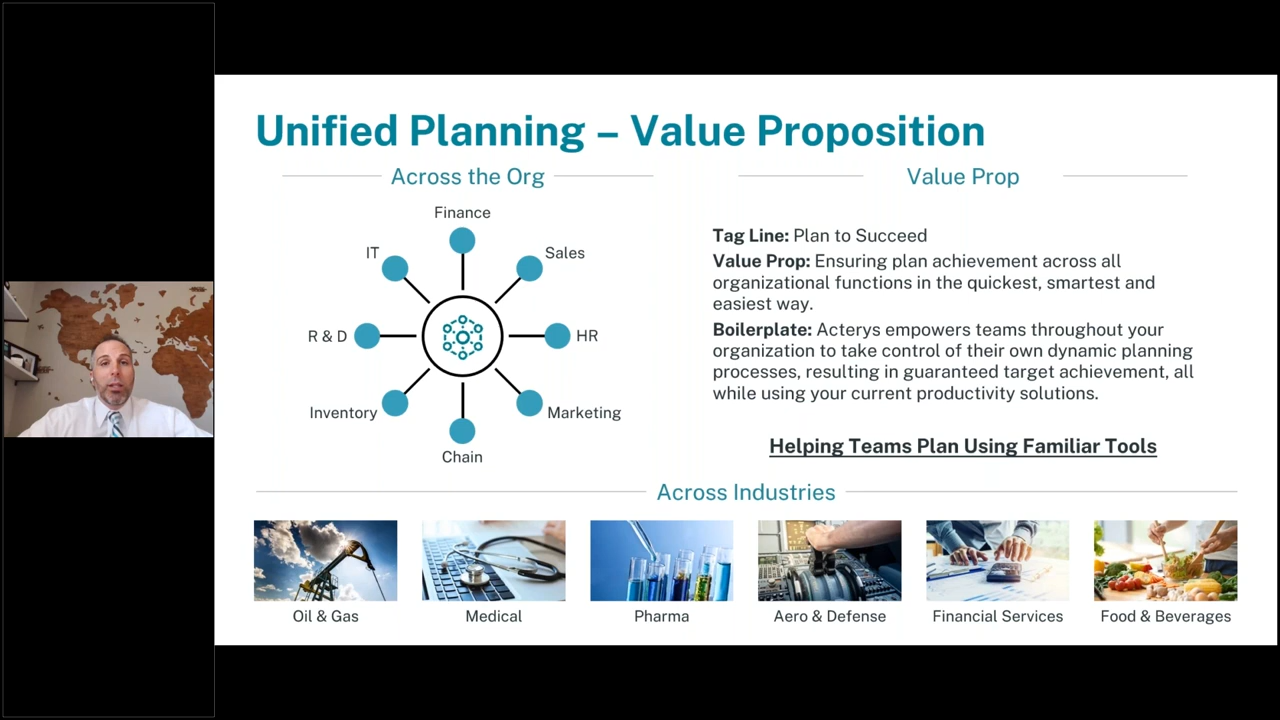 Unified Planning – Value Proposition
Across the Org
Finance
IT
Sales
R & D
HR
Inventory
Marketing
Chain
Value Prop
Tag Line: Plan to Succeed
Value Prop: Ensuring plan achievement across all
organizational functions in the quickest, smartest and
easiest way.
Boilerplate: Acterys empowers teams throughout your
organization to take control of their own dynamic planning
processes, resulting in guaranteed target achievement, all
while using your current productivity solutions.
Helping Teams Plan Using Familiar Tools
Across Industries
Oil & Gas
Medical
Pharma
Aero & Defense
Financial Services
Food & Beverages